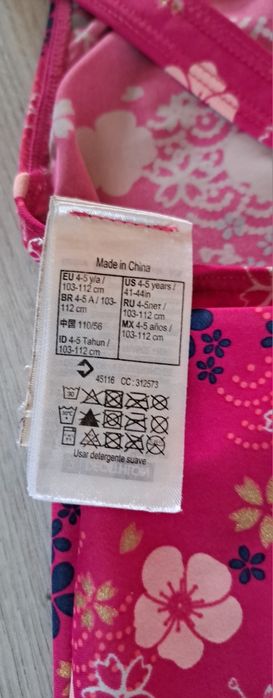 Made in China
EU 4-5 y/a /
103-112 cm
BR 4-5 A / 103-
112 cm
中国 110/56
ID 4-5 Tahun /
103-112 cm
US 4-5 years /
41-44in
RU 4-5лет /
103-112 cm
MX 4-5 años /
103-112 cm
45116 CC : 312573
30
Usar detergente suave